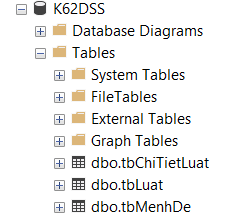 K62DSS
Database Diagrams
Tables
System Tables
FileTables
External Tables
Graph Tables
dbo.tbChiTietLuat
dbo.tbLuat
dbo.tbMenhDe